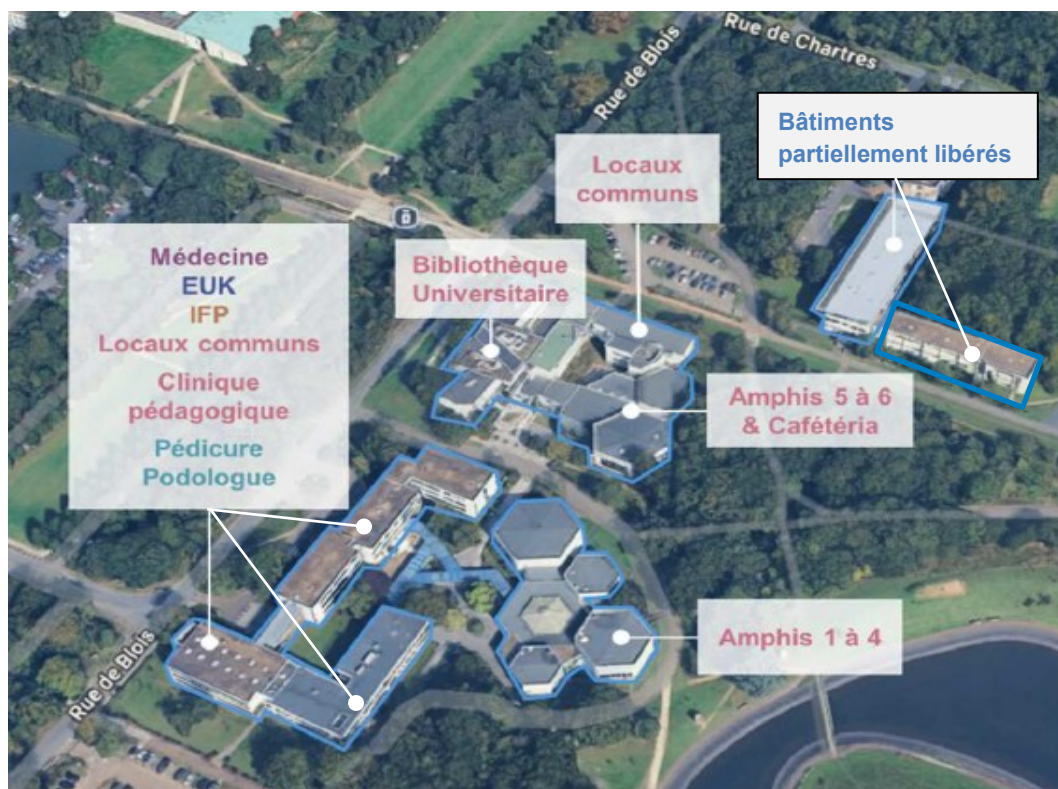 Rue de Chartres
Rue de Blois
Bâtiments
partiellement libérés
Locaux
communs
Médecine
EUK
IFP
Locaux communs
Clinique
pédagogique
Pédicure
Podologue
Bibliothèque
Universitaire
Amphis 5 à 6
& Cafétéria
Amphis 1 à 4
Rue de Blois